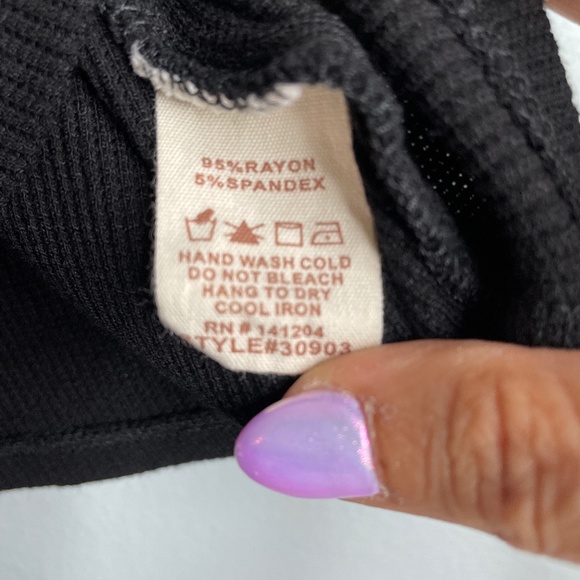 95%RAYON
5%SPANDEX
HAND WASH COLD
DO NOT BLEACH
HANG TO DRY
COOL IRON
RN # 141204
STYLE#30903